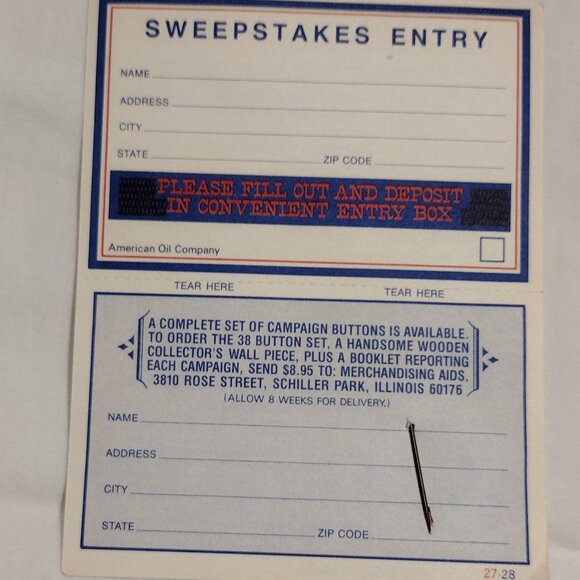 SWEEPSTAKES ENTRY
NAME
ADDRESS
CITY
STATE ZIP CODE
PLEASE FILL OUT AND DEPOSIT
IN CONVENIENT ENTRY BOX
American Oil Company
TEAR HERE TEAR HERE
A COMPLETE SET OF CAMPAIGN BUTTONS IS AVAILABLE.
TO ORDER THE 38 BUTTON SET, A HANDSOME WOODEN
COLLECTOR'S WALL PIECE, PLUS A BOOKLET REPORTING
EACH CAMPAIGN, SEND $8.95 TO: MERCHANDISING AIDS,
3810 ROSE STREET, SCHILLER PARK, ILLINOIS 60176
(ALLOW 8 WEEKS FOR DELIVERY.)
NAME
ADDRESS
CITY
STATE ZIP CODE
27-28